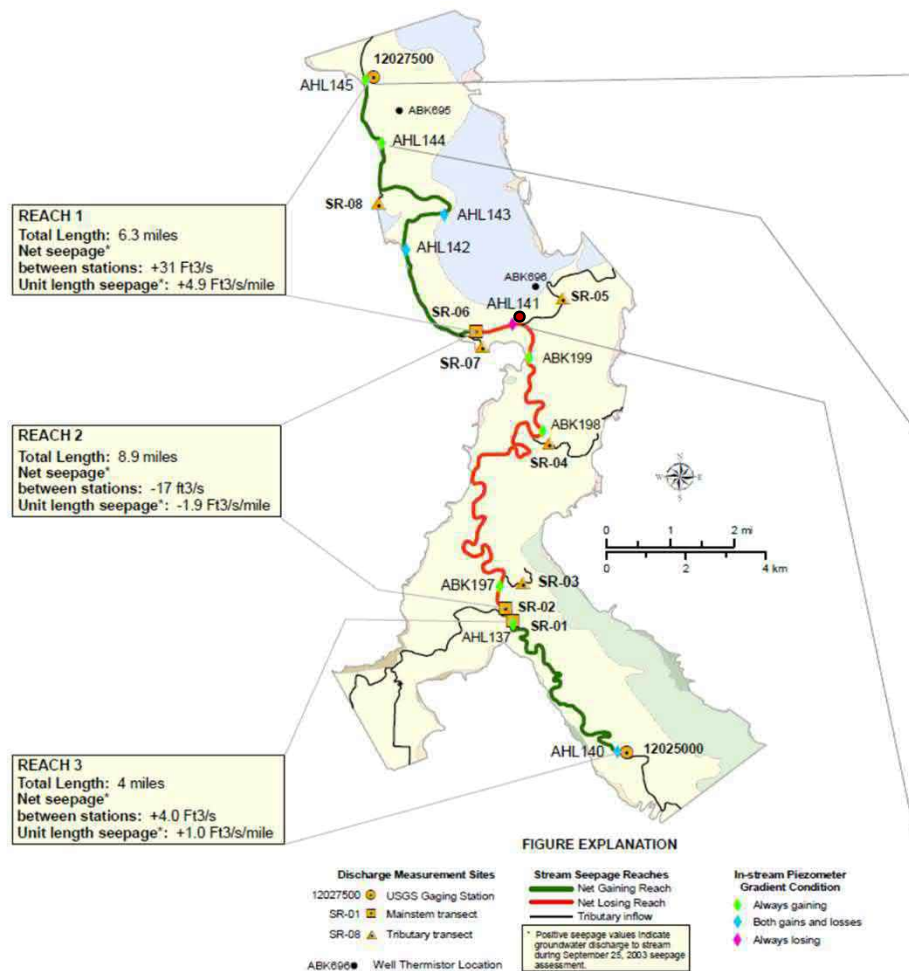 12027500
AHL145
ABK695
AHL144
REACH 1
Total Length: 6.3 miles
Net seepage*
between stations: +31 Ft3/s
Unit length seepage*: +4.9 Ft3/s/mile
SR-08
AHL143
AHL142
ABK696
SR-05
AHL141
SR-06
SR-07
ABK199
REACH 2
Total Length: 8.9 miles
Net seepage*
between stations: -17 ft3/s
Unit length seepage*: -1.9 Ft3/s/mile
ABK198
SR-04
N
W E
S
0 1 2 mi
0 2 4 km
ABK197
SR-03
SR-02
SR-01
AHL137
REACH 3
Total Length: 4 miles
Net seepage*
between stations: +4.0 Ft3/s
Unit length seepage*: +1.0 Ft3/s/mile
AHL140
12025000
FIGURE EXPLANATION
Discharge Measurement Sites
12027500 USGS Gaging Station
SR-01 Mainstem transect
SR-08 Tributary transect
ABK696 Well Thermistor Location
Stream Seepage Reaches
Net Gaining Reach
Net Losing Reach
Tributary inflow
* Positive seepage values indicate
groundwater discharge to stream
during September 25, 2003 seepage
assessment.
In-stream Piezometer
Gradient Condition
Always gaining
Both gains and losses
Always losing